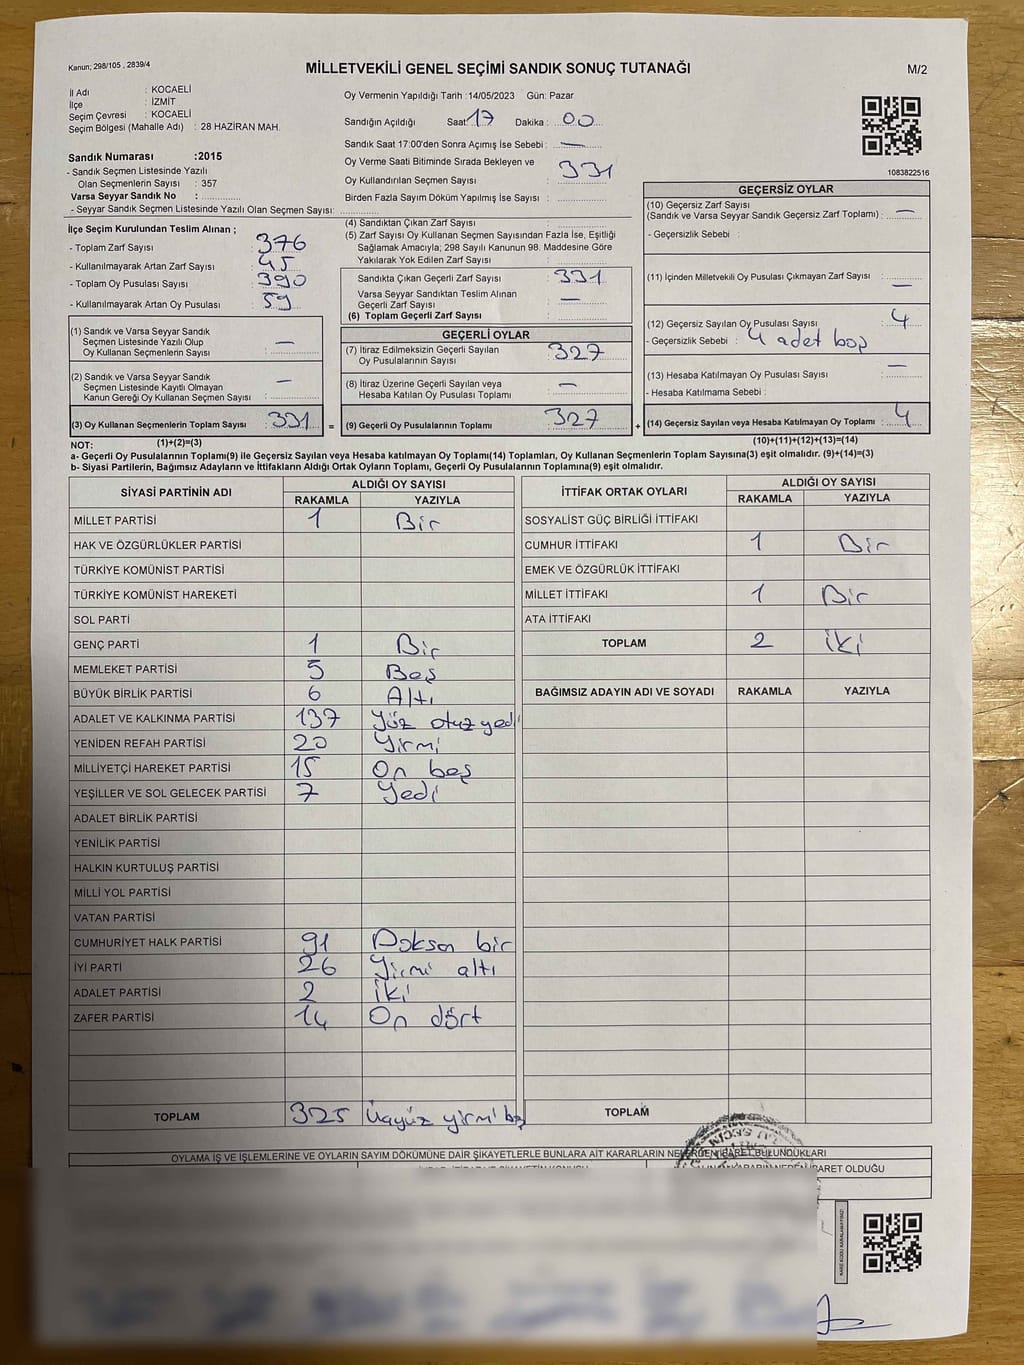 Kanun; 298/105 , 2839/4
MİLLETVEKİLİ GENEL SEÇİMİ SANDIK SONUÇ TUTANAĞI
M/2
İl Adı : KOCAELİ
İlçe : İZMİT
Seçim Çevresi : KOCAELİ
Seçim Bölgesi (Mahalle Adı) : 28 HAZİRAN MAH.
Oy Vermenin Yapıldığı Tarih :14/05/2023 Gün: Pazar
Sandığın Açıldığı Saat: 17 Dakika : 00
Sandık Saat 17:00'den Sonra Açımış İse Sebebi : —
Oy Verme Saati Bitiminde Sırada Bekleyen ve
Oy Kullandırılan Seçmen Sayısı : 331
Birden Fazla Sayım Döküm Yapılmış İse Sayısı :
1083822516
Sandık Numarası :2015
- Sandık Seçmen Listesinde Yazılı
Olan Seçmenlerin Sayısı : 357
Varsa Seyyar Sandık No :
- Seyyar Sandık Seçmen Listesinde Yazılı Olan Seçmen Sayısı:
İlçe Seçim Kurulundan Teslim Alınan ;
- Toplam Zarf Sayısı : 376
- Kullanılmayarak Artan Zarf Sayısı : 45
- Toplam Oy Pusulası Sayısı : 390
- Kullanılmayarak Artan Oy Pusulası : 59
(4) Sandıktan Çıkan Zarf Sayısı :
(5) Zarf Sayısı Oy Kullanan Seçmen Sayısından Fazla İse, Eşitliği
Sağlamak Amacıyla; 298 Sayılı Kanunun 98. Maddesine Göre
Yakılarak Yok Edilen Zarf Sayısı :
Sandıkta Çıkan Geçerli Zarf Sayısı : 331
Varsa Seyyar Sandıktan Teslim Alınan
Geçerli Zarf Sayısı : —
(6) Toplam Geçerli Zarf Sayısı :
GEÇERSİZ OYLAR
(10) Geçersiz Zarf Sayısı
(Sandık ve Varsa Seyyar Sandık Geçersiz Zarf Toplamı) : —
- Geçersizlik Sebebi :
(11) İçinden Milletvekili Oy Pusulası Çıkmayan Zarf Sayısı : —
(12) Geçersiz Sayılan Oy Pusulası Sayısı : 4
- Geçersizlik Sebebi : 4 adet boş
(13) Hesaba Katılmayan Oy Pusulası Sayısı : —
- Hesaba Katılmama Sebebi :
(14) Geçersiz Sayılan veya Hesaba Katılmayan Oy Toplamı : 4
(10)+(11)+(12)+(13)=(14)
(1) Sandık ve Varsa Seyyar Sandık
Seçmen Listesinde Yazılı Olup
Oy Kullanan Seçmenlerin Sayısı : —
(2) Sandık ve Varsa Seyyar Sandık
Seçmen Listesinde Kayıtlı Olmayan
Kanun Gereği Oy Kullanan Seçmen Sayısı : —
(3) Oy Kullanan Seçmenlerin Toplam Sayısı : 331 =
(1)+(2)=(3)
GEÇERLİ OYLAR
(7) İtiraz Edilmeksizin Geçerli Sayılan
Oy Pusulalarının Sayısı : 327
(8) İtiraz Üzerine Geçerli Sayılan veya
Hesaba Katılan Oy Pusulası Toplamı : —
(9) Geçerli Oy Pusulalarının Toplamı : 327 +
NOT:
a- Geçerli Oy Pusulalarının Toplamı(9) ile Geçersiz Sayılan veya Hesaba katılmayan Oy Toplamı(14) Toplamları, Oy Kullanan Seçmenlerin Toplam Sayısına(3) eşit olmalıdır. (9)+(14)=(3)
b- Siyasi Partilerin, Bağımsız Adayların ve İttifakların Aldığı Ortak Oyların Toplamı, Geçerli Oy Pusulalarının Toplamına(9) eşit olmalıdır.
SİYASİ PARTİNİN ADI ALDIĞI OY SAYISI
RAKAMLA YAZIYLA
MİLLET PARTİSİ 1 Bir
HAK VE ÖZGÜRLÜKLER PARTİSİ
TÜRKİYE KOMÜNİST PARTİSİ
TÜRKİYE KOMÜNİST HAREKETİ
SOL PARTİ
GENÇ PARTİ 1 Bir
MEMLEKET PARTİSİ 5 Beş
BÜYÜK BİRLİK PARTİSİ 6 Altı
ADALET VE KALKINMA PARTİSİ 137 Yüz otuz yedi
YENİDEN REFAH PARTİSİ 20 Yirmi
MİLLİYETÇİ HAREKET PARTİSİ 15 On beş
YEŞİLLER VE SOL GELECEK PARTİSİ 7 Yedi
ADALET BİRLİK PARTİSİ
YENİLİK PARTİSİ
HALKIN KURTULUŞ PARTİSİ
MİLLİ YOL PARTİSİ
VATAN PARTİSİ
CUMHURİYET HALK PARTİSİ 91 Doksan bir
İYİ PARTİ 26 Yirmi altı
ADALET PARTİSİ 2 İki
ZAFER PARTİSİ 14 On dört
TOPLAM 325 Üçyüz yirmi beş
İTTİFAK ORTAK OYLARI ALDIĞI OY SAYISI
RAKAMLA YAZIYLA
SOSYALİST GÜÇ BİRLİĞİ İTTİFAKI
CUMHUR İTTİFAKI 1 Bir
EMEK VE ÖZGÜRLÜK İTTİFAKI
MİLLET İTTİFAKI 1 Bir
ATA İTTİFAKI
TOPLAM 2 İki
BAĞIMSIZ ADAYIN ADI VE SOYADI RAKAMLA YAZIYLA
TOPLAM
OYLAMA İŞ VE İŞLEMLERİNE VE OYLARIN SAYIM DÖKÜMÜNE DAİR ŞİKAYETLERLE BUNLARA AİT KARARLARIN NELERDEN İBARET BULUNDUKLARI